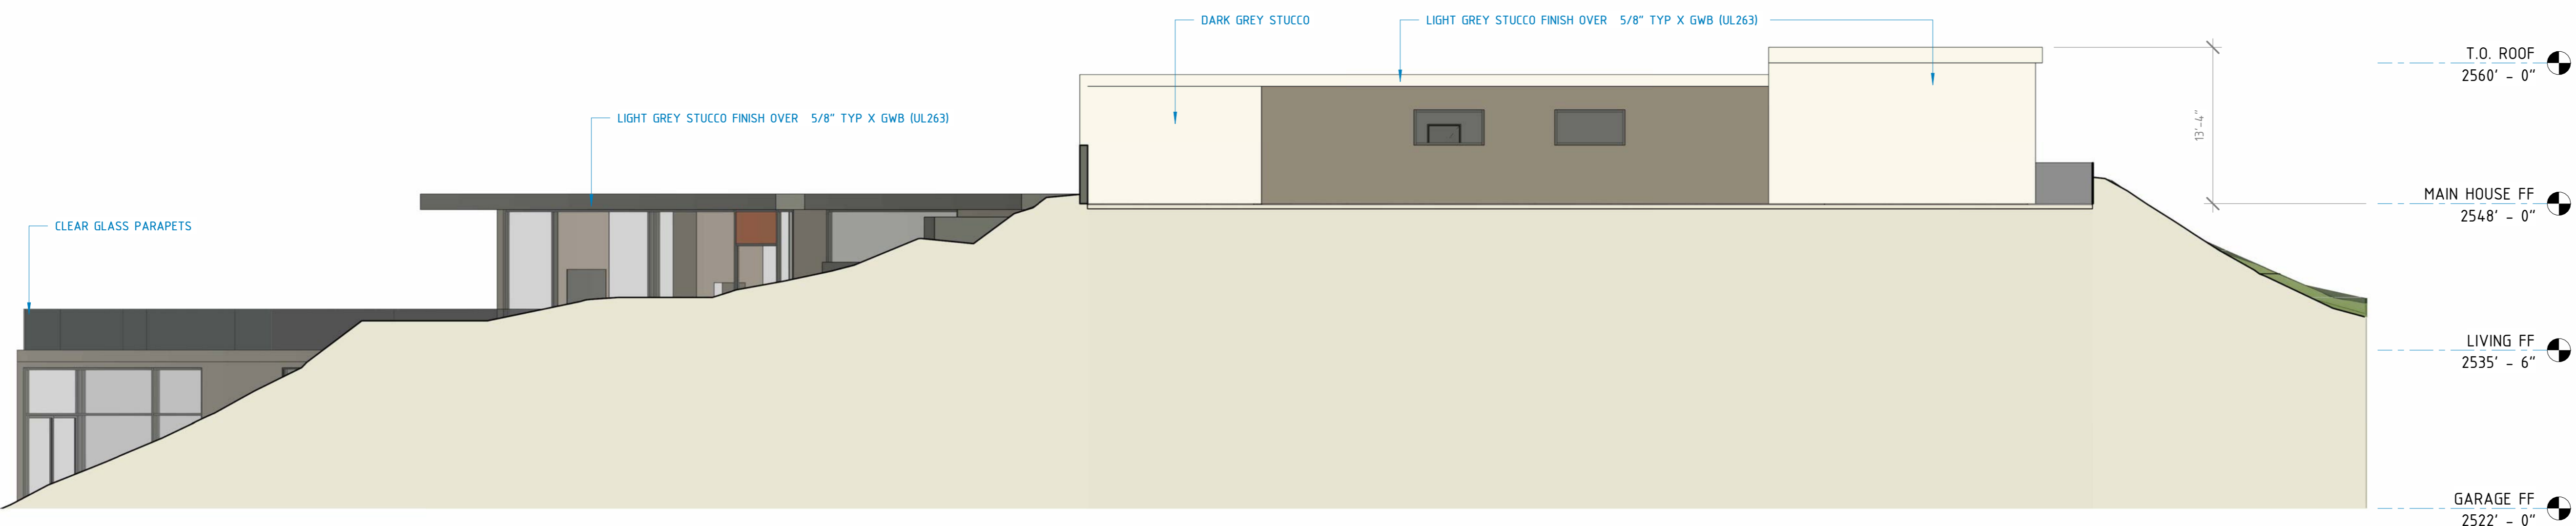 DARK GREY STUCCO
LIGHT GREY STUCCO FINISH OVER 5/8" TYP X GWB (UL263)
T.O. ROOF
2560' - 0"
LIGHT GREY STUCCO FINISH OVER 5/8" TYP X GWB (UL263)
13'-4"
MAIN HOUSE FF
2548' - 0"
CLEAR GLASS PARAPETS
LIVING FF
2535' - 6"
GARAGE FF
2522' - 0"